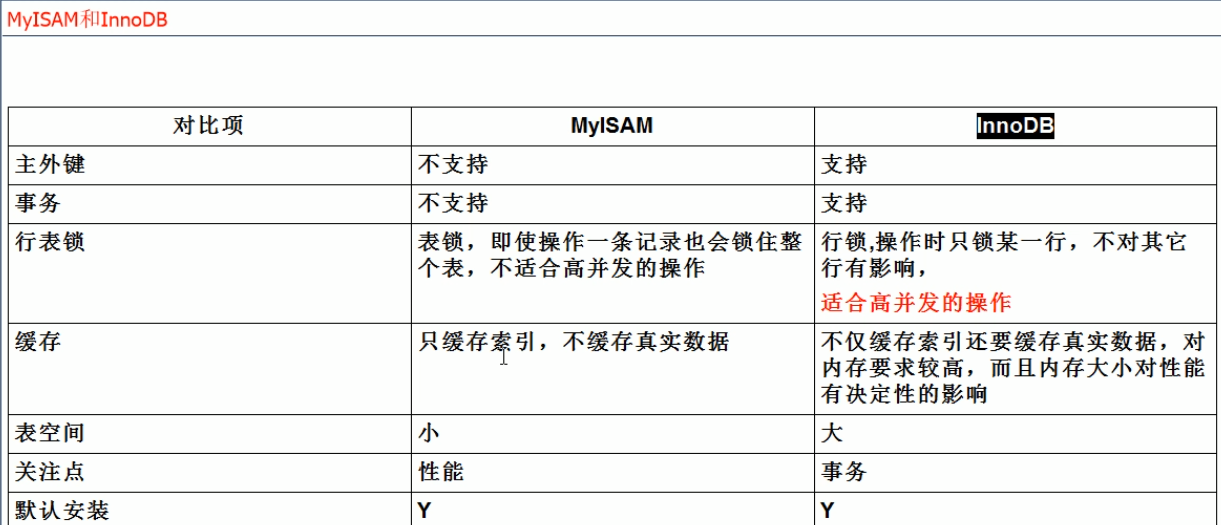 MyISAM和InnoDB
对比项 MyISAM InnoDB
主外键 不支持 支持
事务 不支持 支持
行表锁 表锁，即使操作一条记录也会锁住整 行锁,操作时只锁某一行，不对其它
个表，不适合高并发的操作 行有影响，
适合高并发的操作
缓存 只缓存索引，不缓存真实数据 不仅缓存索引还要缓存真实数据，对
内存要求较高，而且内存大小对性能
有决定性的影响
表空间 小 大
关注点 性能 事务
默认安装 Y Y